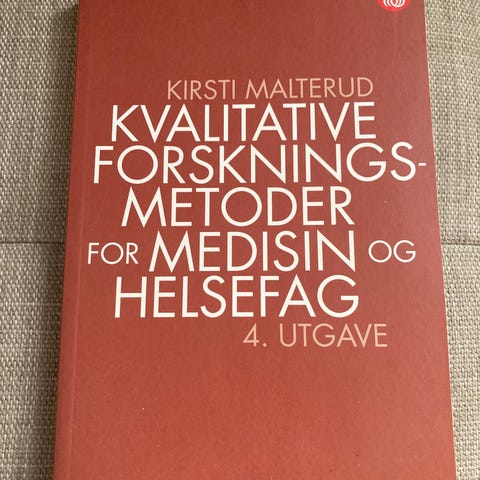 KIRSTI MALTERUD
KVALITATIVE
FORSKNINGS-
METODER
FOR MEDISIN OG
HELSEFAG
4. UTGAVE